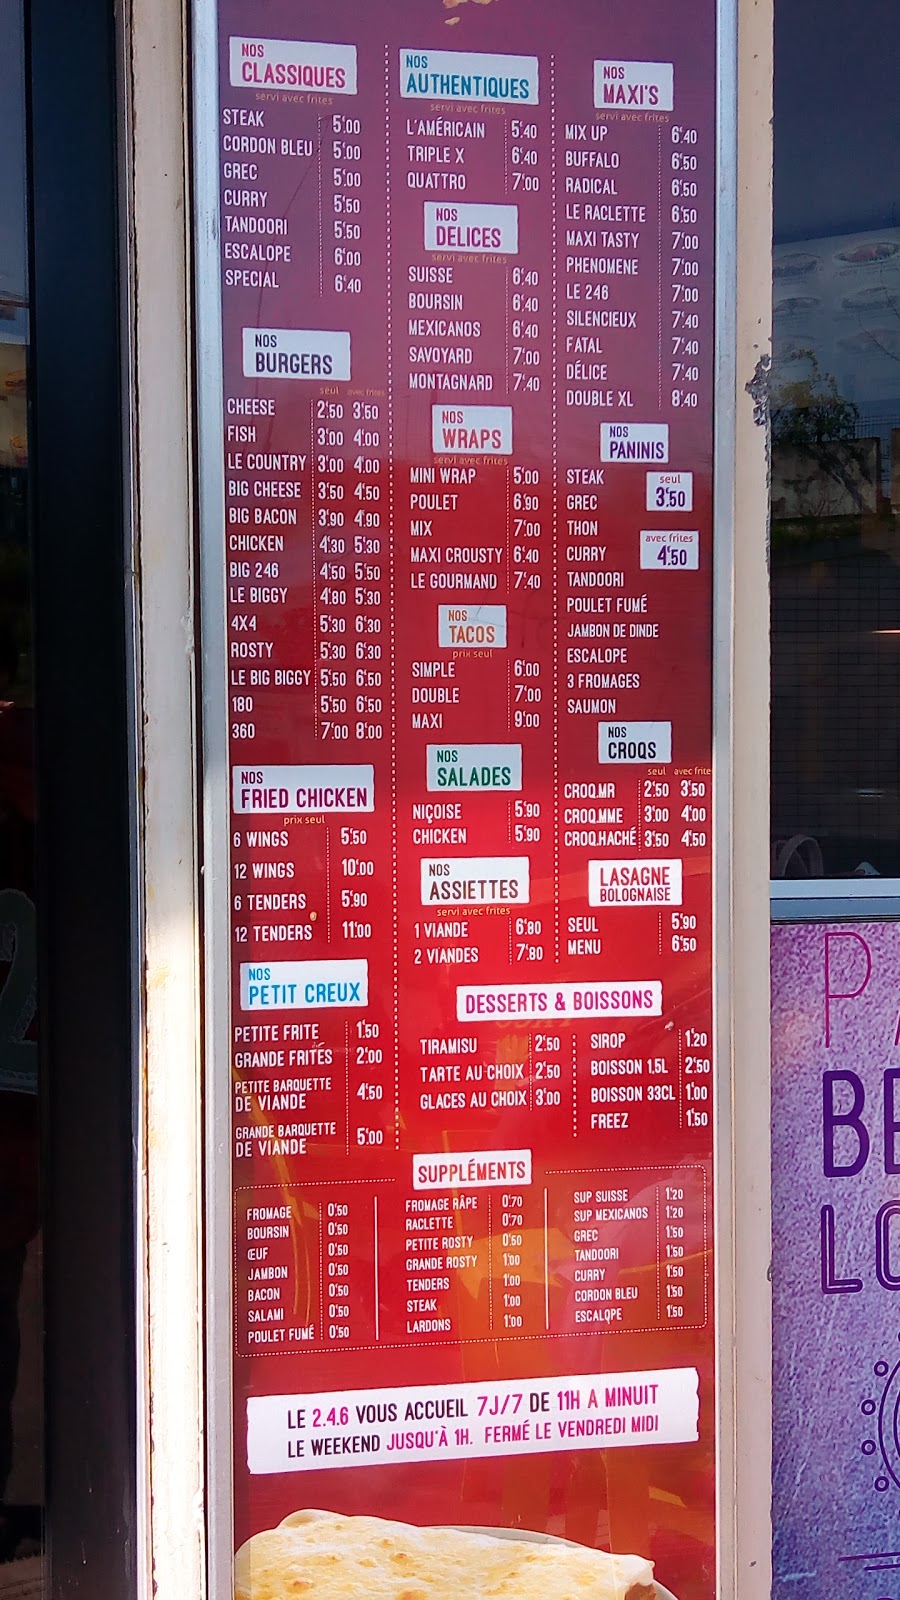 NOS
CLASSIQUES
servi avec frites
STEAK 5€00
CORDON BLEU 5€00
GREC 5€00
CURRY 5€50
TANDOORI 5€50
ESCALOPE 6€00
SPECIAL 6€40
NOS
BURGERS
seul avec frites
CHEESE 2€50 3€50
FISH 3€00 4€00
LE COUNTRY 3€00 4€00
BIG CHEESE 3€50 4€50
BIG BACON 3€90 4€90
CHICKEN 4€30 5€30
BIG 246 4€50 5€50
LE BIGGY 4€80 5€30
4X4 5€30 6€30
ROSTY 5€30 6€30
LE BIG BIGGY 5€50 6€50
180 5€50 6€50
360 7€00 8€00
NOS
FRIED CHICKEN
prix seul
6 WINGS 5€50
12 WINGS 10€00
6 TENDERS 5€90
12 TENDERS 11€00
NOS
PETIT CREUX
PETITE FRITE 1€50
GRANDE FRITES 2€00
PETITE BARQUETTE
DE VIANDE 4€50
GRANDE BARQUETTE
DE VIANDE 5€00
NOS
AUTHENTIQUES
servi avec frites
L'AMÉRICAIN 5€40
TRIPLE X 6€40
QUATTRO 7€00
NOS
DELICES
servi avec frites
SUISSE 6€40
BOURSIN 6€40
MEXICANOS 6€40
SAVOYARD 7€00
MONTAGNARD 7€40
NOS
WRAPS
servi avec frites
MINI WRAP 5€00
POULET 6€90
MIX 7€00
MAXI CROUSTY 6€40
LE GOURMAND 7€40
NOS
TACOS
prix seul
SIMPLE 6€00
DOUBLE 7€00
MAXI 9€00
NOS
SALADES
NIÇOISE 5€90
CHICKEN 5€90
NOS
ASSIETTES
servi avec frites
1 VIANDE 6€80
2 VIANDES 7€80
NOS
MAXI'S
servi avec frites
MIX UP 6€40
BUFFALO 6€50
RADICAL 6€50
LE RACLETTE 6€50
MAXI TASTY 7€00
PHENOMENE 7€00
LE 246 7€00
SILENCIEUX 7€40
FATAL 7€40
DÉLICE 7€40
DOUBLE XL 8€40
NOS
PANINIS
STEAK
GREC
THON
CURRY
TANDOORI
POULET FUMÉ
JAMBON DE DINDE
ESCALOPE
3 FROMAGES
SAUMON
seul
3€50
avec frites
4€50
NOS
CROQS
seul avec frite
CROQ.MR 2€50 3€50
CROQ.MME 3€00 4€00
CROQ.HACHÉ 3€50 4€50
LASAGNE
BOLOGNAISE
SEUL 5€90
MENU 6€50
DESSERTS & BOISSONS
TIRAMISU 2€50
TARTE AU CHOIX 2€50
GLACES AU CHOIX 3€00
SIROP 1€20
BOISSON 1,5L 2€50
BOISSON 33CL 1€00
FREEZ 1€50
SUPPLÉMENTS
FROMAGE 0€50
BOURSIN 0€50
ŒUF 0€50
JAMBON 0€50
BACON 0€50
SALAMI 0€50
POULET FUMÉ 0€50
FROMAGE RÂPE 0€70
RACLETTE 0€70
PETITE ROSTY 0€50
GRANDE ROSTY 1€00
TENDERS 1€00
STEAK 1€00
LARDONS 1€00
SUP SUISSE 1€20
SUP MEXICANOS 1€20
GREC 1€50
TANDOORI 1€50
CURRY 1€50
CORDON BLEU 1€50
ESCALOPE 1€50
LE 2.4.6 VOUS ACCUEIL 7J/7 DE 11H A MINUIT
LE WEEKEND JUSQU'À 1H. FERMÉ LE VENDREDI MIDI
BE
LO